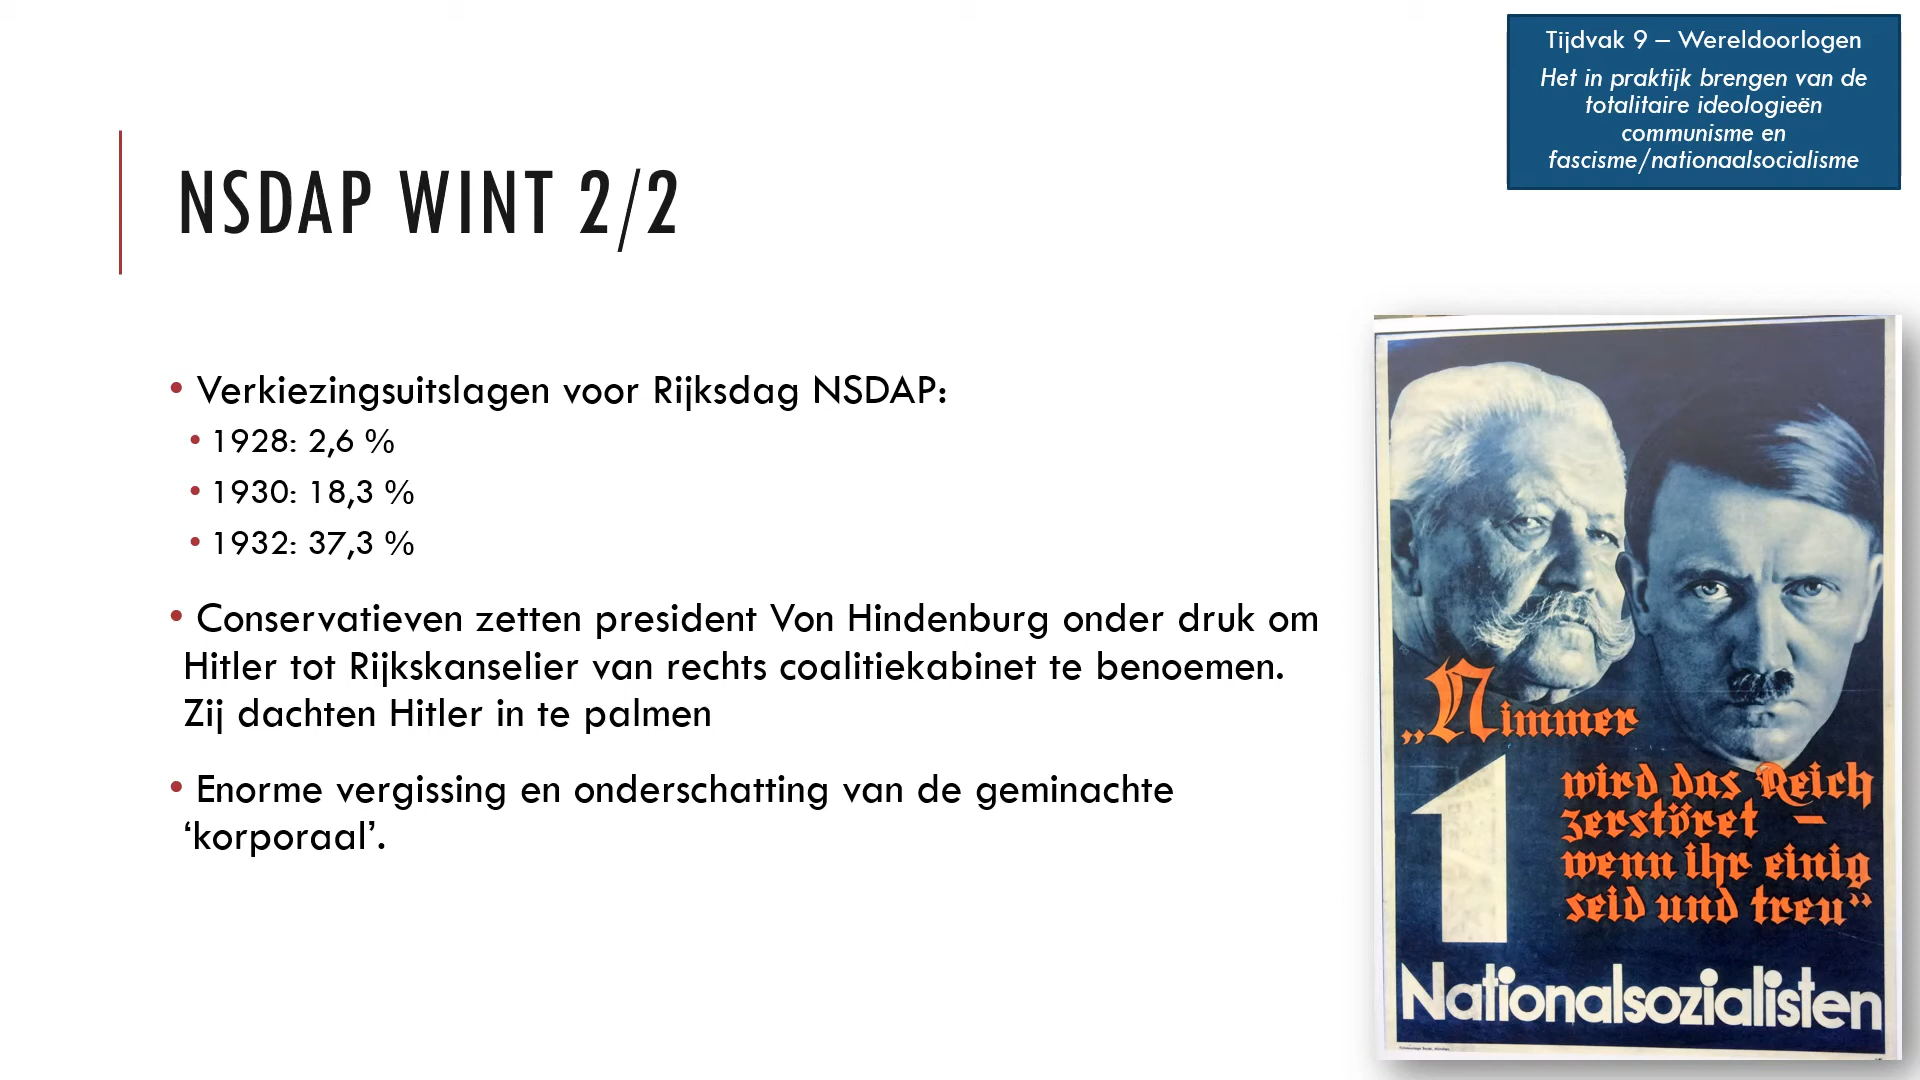 Tijdvak 9 – Wereldoorlogen
Het in praktijk brengen van de
totalitaire ideologieën
communisme en
fascisme/nationaalsocialisme
NSDAP WINT 2/2
• Verkiezingsuitslagen voor Rijksdag NSDAP:
• 1928: 2,6 %
• 1930: 18,3 %
• 1932: 37,3 %
• Conservatieven zetten president Von Hindenburg onder druk om
Hitler tot Rijkskanselier van rechts coalitiekabinet te benoemen.
Zij dachten Hitler in te palmen
• Enorme vergissing en onderschatting van de geminachte
‘korporaal’.
„Nimmer
wird das Reich
zerstöret –
wenn ihr einig
seid und treu“
1
Nationalsozialisten